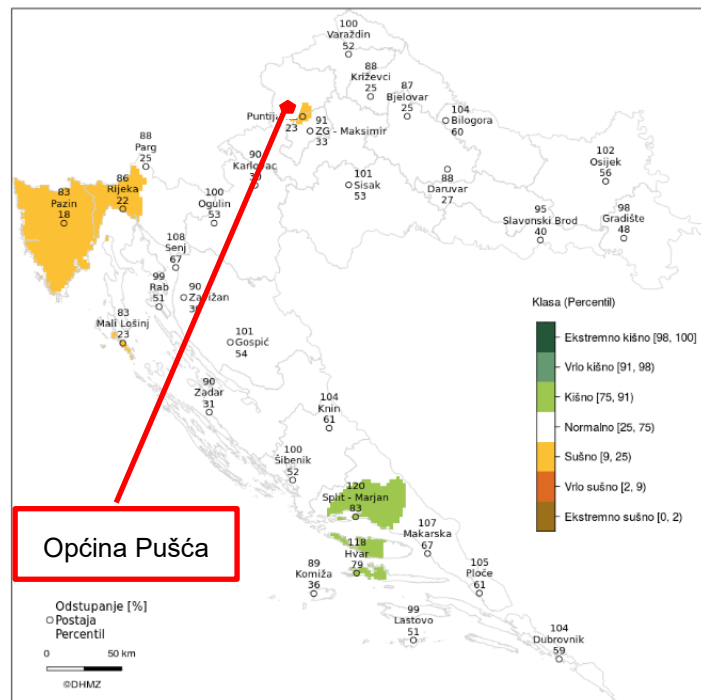 100
Varaždin
52
88
Križevci
25
87
Bjelovar
25
104
Bilogora
60
23
91
ZG - Maksimir
33
88
Parg
25
90
102
Osijek
56
101
Sisak
53
88
Daruvar
27
86
Rijeka
22
83
Pazin
18
100
Ogulin
53
95
Slavonski Brod
40
98
Gradište
48
108
Senj
67
99
Rab
51
90
83
Mali Lošinj
23
101
Gospić
54
90
Zadar
31
104
Knin
61
100
Šibenik
52
120
Split - Marjan
83
107
Makarska
67
118
Hvar
79
89
Komiža
36
105
Ploče
61
99
Lastovo
51
104
Dubrovnik
59
Klasa (Percentil)
Ekstremno kišno [98, 100]
Vrlo kišno [91, 98)
Kišno [75, 91)
Normalno [25, 75)
Sušno [9, 25)
Vrlo sušno [2, 9)
Ekstremno sušno [0, 2)
Općina Pušća
Odstupanje [%]
Postaja
Percentil
0 50 km
©DHMZ